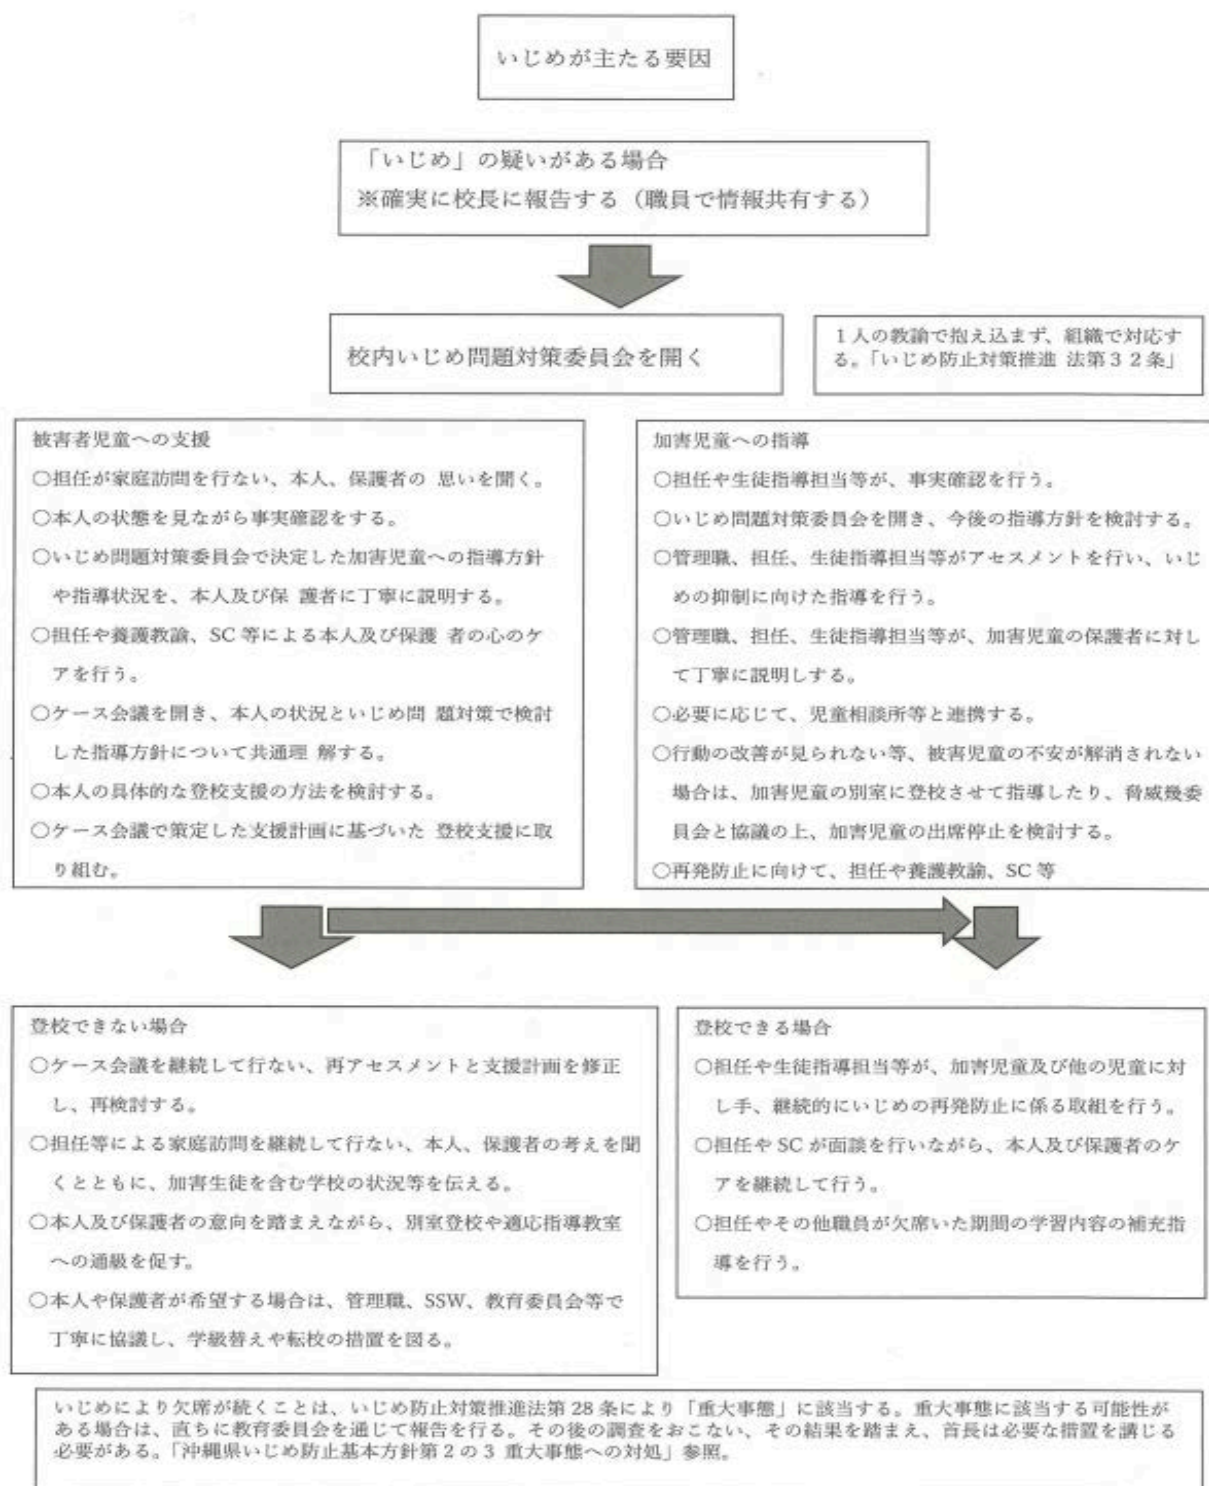 いじめが主たる要因
「いじめ」の疑いがある場合
※確実に校長に報告する(職員で情報共有する)
校内いじめ問題対策委員会を開く
1人の教諭で抱え込まず、組織で対応す
る。「いじめ防止対策推進 法第32条」
被害者児童への支援
○担任が家庭訪問を行ない、本人、保護者の 思いを聞く。
○本人の状態を見ながら事実確認をする。
○いじめ問題対策委員会で決定した加害児童への指導方針
や指導状況を、本人及び保 護者に丁寧に説明する。
○担任や養護教諭、SC 等による本人及び保護 者の心のケ
アを行う。
○ケース会議を開き、本人の状況といじめ問 題対策で検討
した指導方針について共通理 解する。
○本人の具体的な登校支援の方法を検討する。
○ケース会議で策定した支援計画に基づいた 登校支援に取
り組む。
加害児童への指導
○担任や生徒指導担当等が、事実確認を行う。
○いじめ問題対策委員会を開き、今後の指導方針を検討する。
○管理職、担任、生徒指導担当等がアセスメントを行い、いじ
めの抑制に向けた指導を行う。
○管理職、担任、生徒指導担当等が、加害児童の保護者に対し
て丁寧に説明しする。
○必要に応じて、児童相談所等と連携する。
○行動の改善が見られない等、被害児童の不安が解消されない
場合は、加害児童の別室に登校させて指導したり、脅威幾委
員会と協議の上、加害児童の出席停止を検討する。
○再発防止に向けて、担任や養護教諭、SC 等
登校できない場合
○ケース会議を継続して行ない、再アセスメントと支援計画を修正
し、再検討する。
○担任等による家庭訪問を継続して行ない、本人、保護者の考えを聞
くとともに、加害生徒を含む学校の状況等を伝える。
○本人及び保護者の意向を踏まえながら、別室登校や適応指導教室
への通級を促す。
○本人や保護者が希望する場合は、管理職、SSW、教育委員会等で
丁寧に協議し、学級替えや転校の措置を図る。
登校できる場合
○担任や生徒指導担当等が、加害児童及び他の児童に対
し手、継続的にいじめの再発防止に係る取組を行う。
○担任や SC が面談を行いながら、本人及び保護者のケ
アを継続して行う。
○担任やその他職員が欠席いた期間の学習内容の補充指
導を行う。
いじめにより欠席が続くことは、いじめ防止対策推進法第 28 条により「重大事態」に該当する。重大事態に該当する可能性が
ある場合は、直ちに教育委員会を通じて報告を行る。その後の調査をおこない、その結果を踏まえ、首長は必要な措置を講じる
必要がある。「沖縄県いじめ防止基本方針第2の3 重大事態への対処」参照。